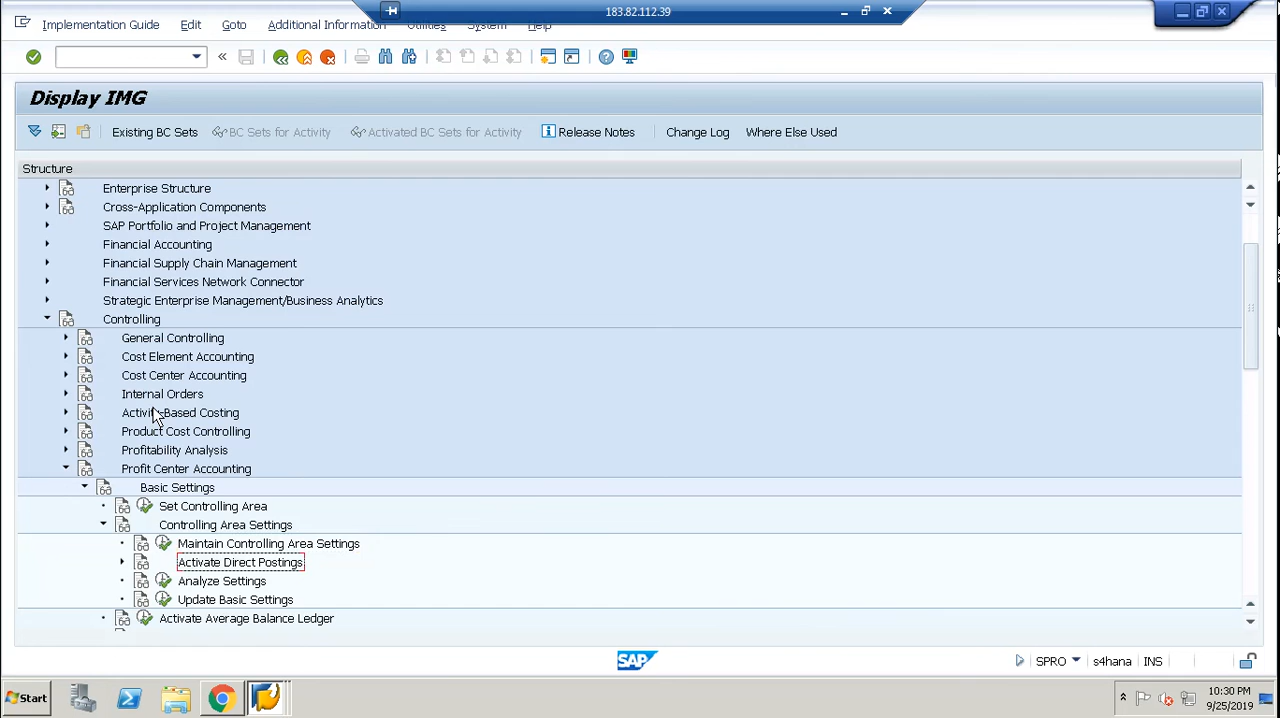 183.82.112.39
Implementation Guide Edit Goto Additional Information Utilities System Help
Display IMG
Existing BC Sets BC Sets for Activity Activated BC Sets for Activity Release Notes Change Log Where Else Used
Structure
Enterprise Structure
Cross-Application Components
SAP Portfolio and Project Management
Financial Accounting
Financial Supply Chain Management
Financial Services Network Connector
Strategic Enterprise Management/Business Analytics
Controlling
General Controlling
Cost Element Accounting
Cost Center Accounting
Internal Orders
Activity-Based Costing
Product Cost Controlling
Profitability Analysis
Profit Center Accounting
Basic Settings
Set Controlling Area
Controlling Area Settings
Maintain Controlling Area Settings
Activate Direct Postings
Analyze Settings
Update Basic Settings
Activate Average Balance Ledger
SAP SPRO s4hana INS
Start
10:30 PM
9/25/2019